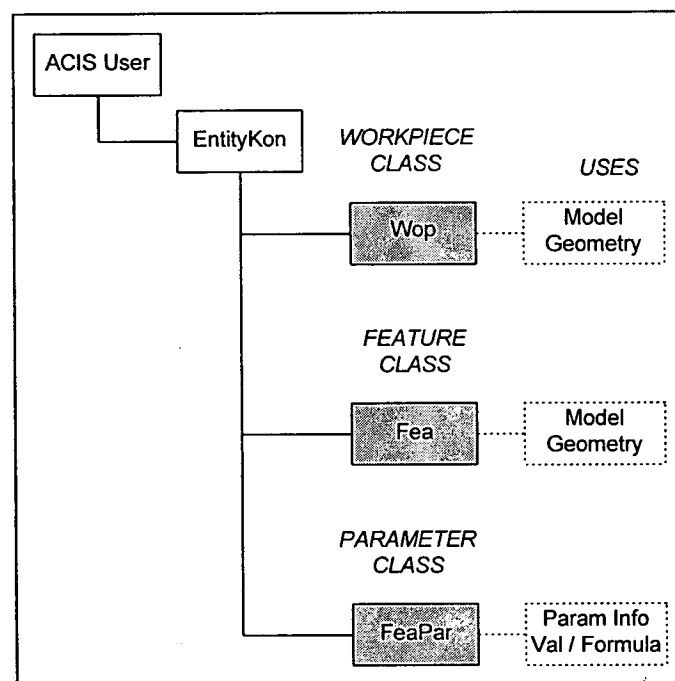 ACIS User
EntityKon
WORKPIECE
CLASS
USES
Wop
Model
Geometry
FEATURE
CLASS
Fea
Model
Geometry
PARAMETER
CLASS
FeaPar
Param Info
Val / Formula